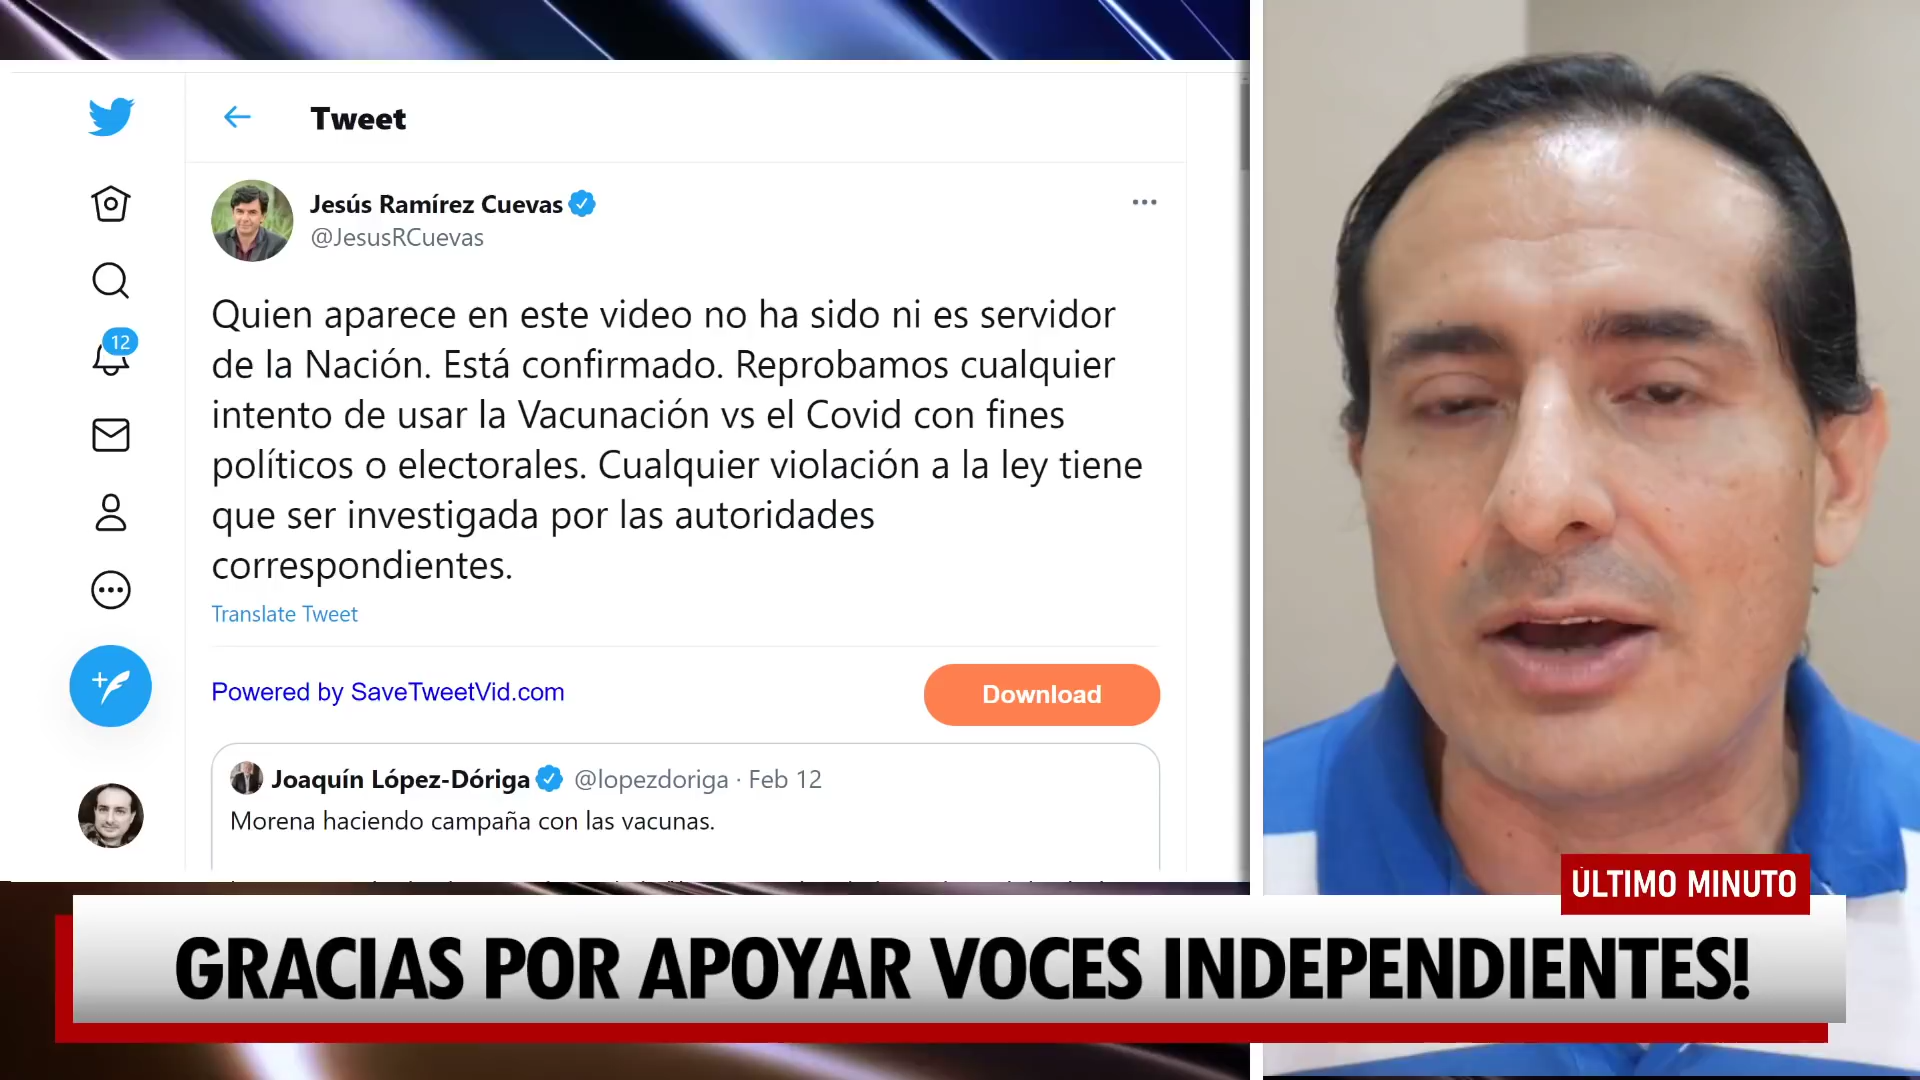 Tweet
Jesús Ramírez Cuevas
@JesusRCuevas
12
Quien aparece en este video no ha sido ni es servidor
de la Nación. Está confirmado. Reprobamos cualquier
intento de usar la Vacunación vs el Covid con fines
políticos o electorales. Cualquier violación a la ley tiene
que ser investigada por las autoridades
correspondientes.
Translate Tweet
Powered by SaveTweetVid.com
Download
Joaquín López-Dóriga @lopezdoriga · Feb 12
Morena haciendo campaña con las vacunas.
ÚLTIMO MINUTO
GRACIAS POR APOYAR VOCES INDEPENDIENTES!